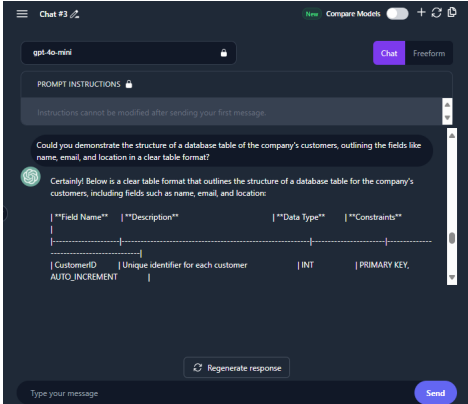 Chat #3
New Compare Models
gpt-4o-mini
Chat Freeform
PROMPT INSTRUCTIONS
Instructions cannot be modified after sending your first message.
Could you demonstrate the structure of a database table of the company's customers, outlining the fields like
name, email, and location in a clear table format?
Certainly! Below is a clear table format that outlines the structure of a database table for the company's
customers, including fields such as name, email, and location:
| **Field Name** | **Description** | **Data Type** | **Constraints**
|
|----------------------|------------------------------------------------------------|-----------------------|--------------
----------------------------|
| CustomerID | Unique identifier for each customer | INT | PRIMARY KEY,
AUTO_INCREMENT |
Regenerate response
Type your message
Send